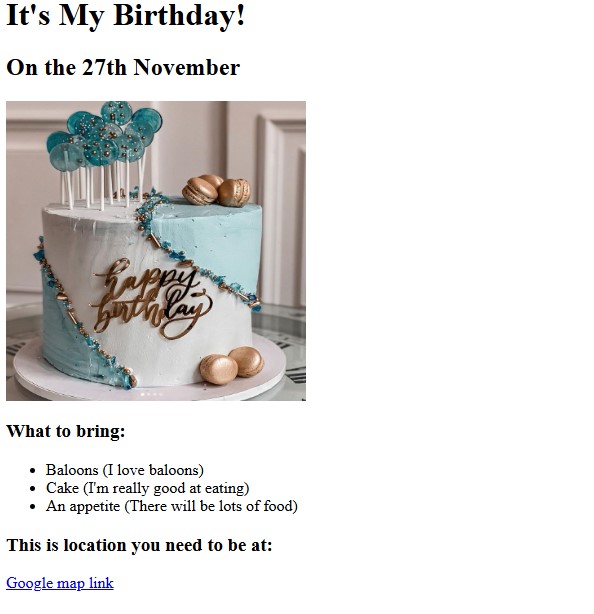 It's My Birthday!
On the 27th November
happy
birthday
What to bring:
Baloons (I love baloons)
Cake (I'm really good at eating)
An appetite (There will be lots of food)
This is location you need to be at:
Google map link